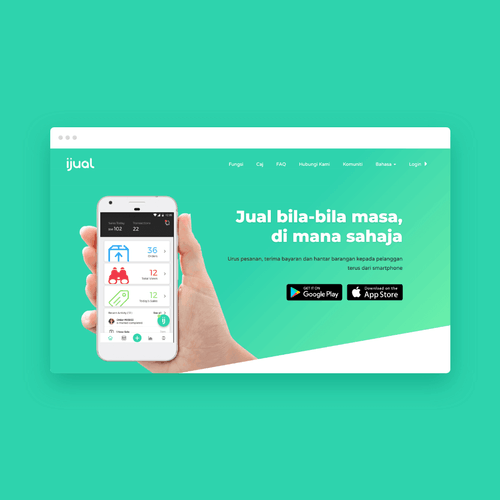 ijual
Fungsi Caj FAQ Hubungi Kami Komuniti Bahasa Login
Jual bila-bila masa,
di mana sahaja
Urus pesanan, terima bayaran dan hantar barangan kepada pelanggan
terus dari smartphone
GET IT ON
Google Play
Download on the
App Store
102
22
36
12
12